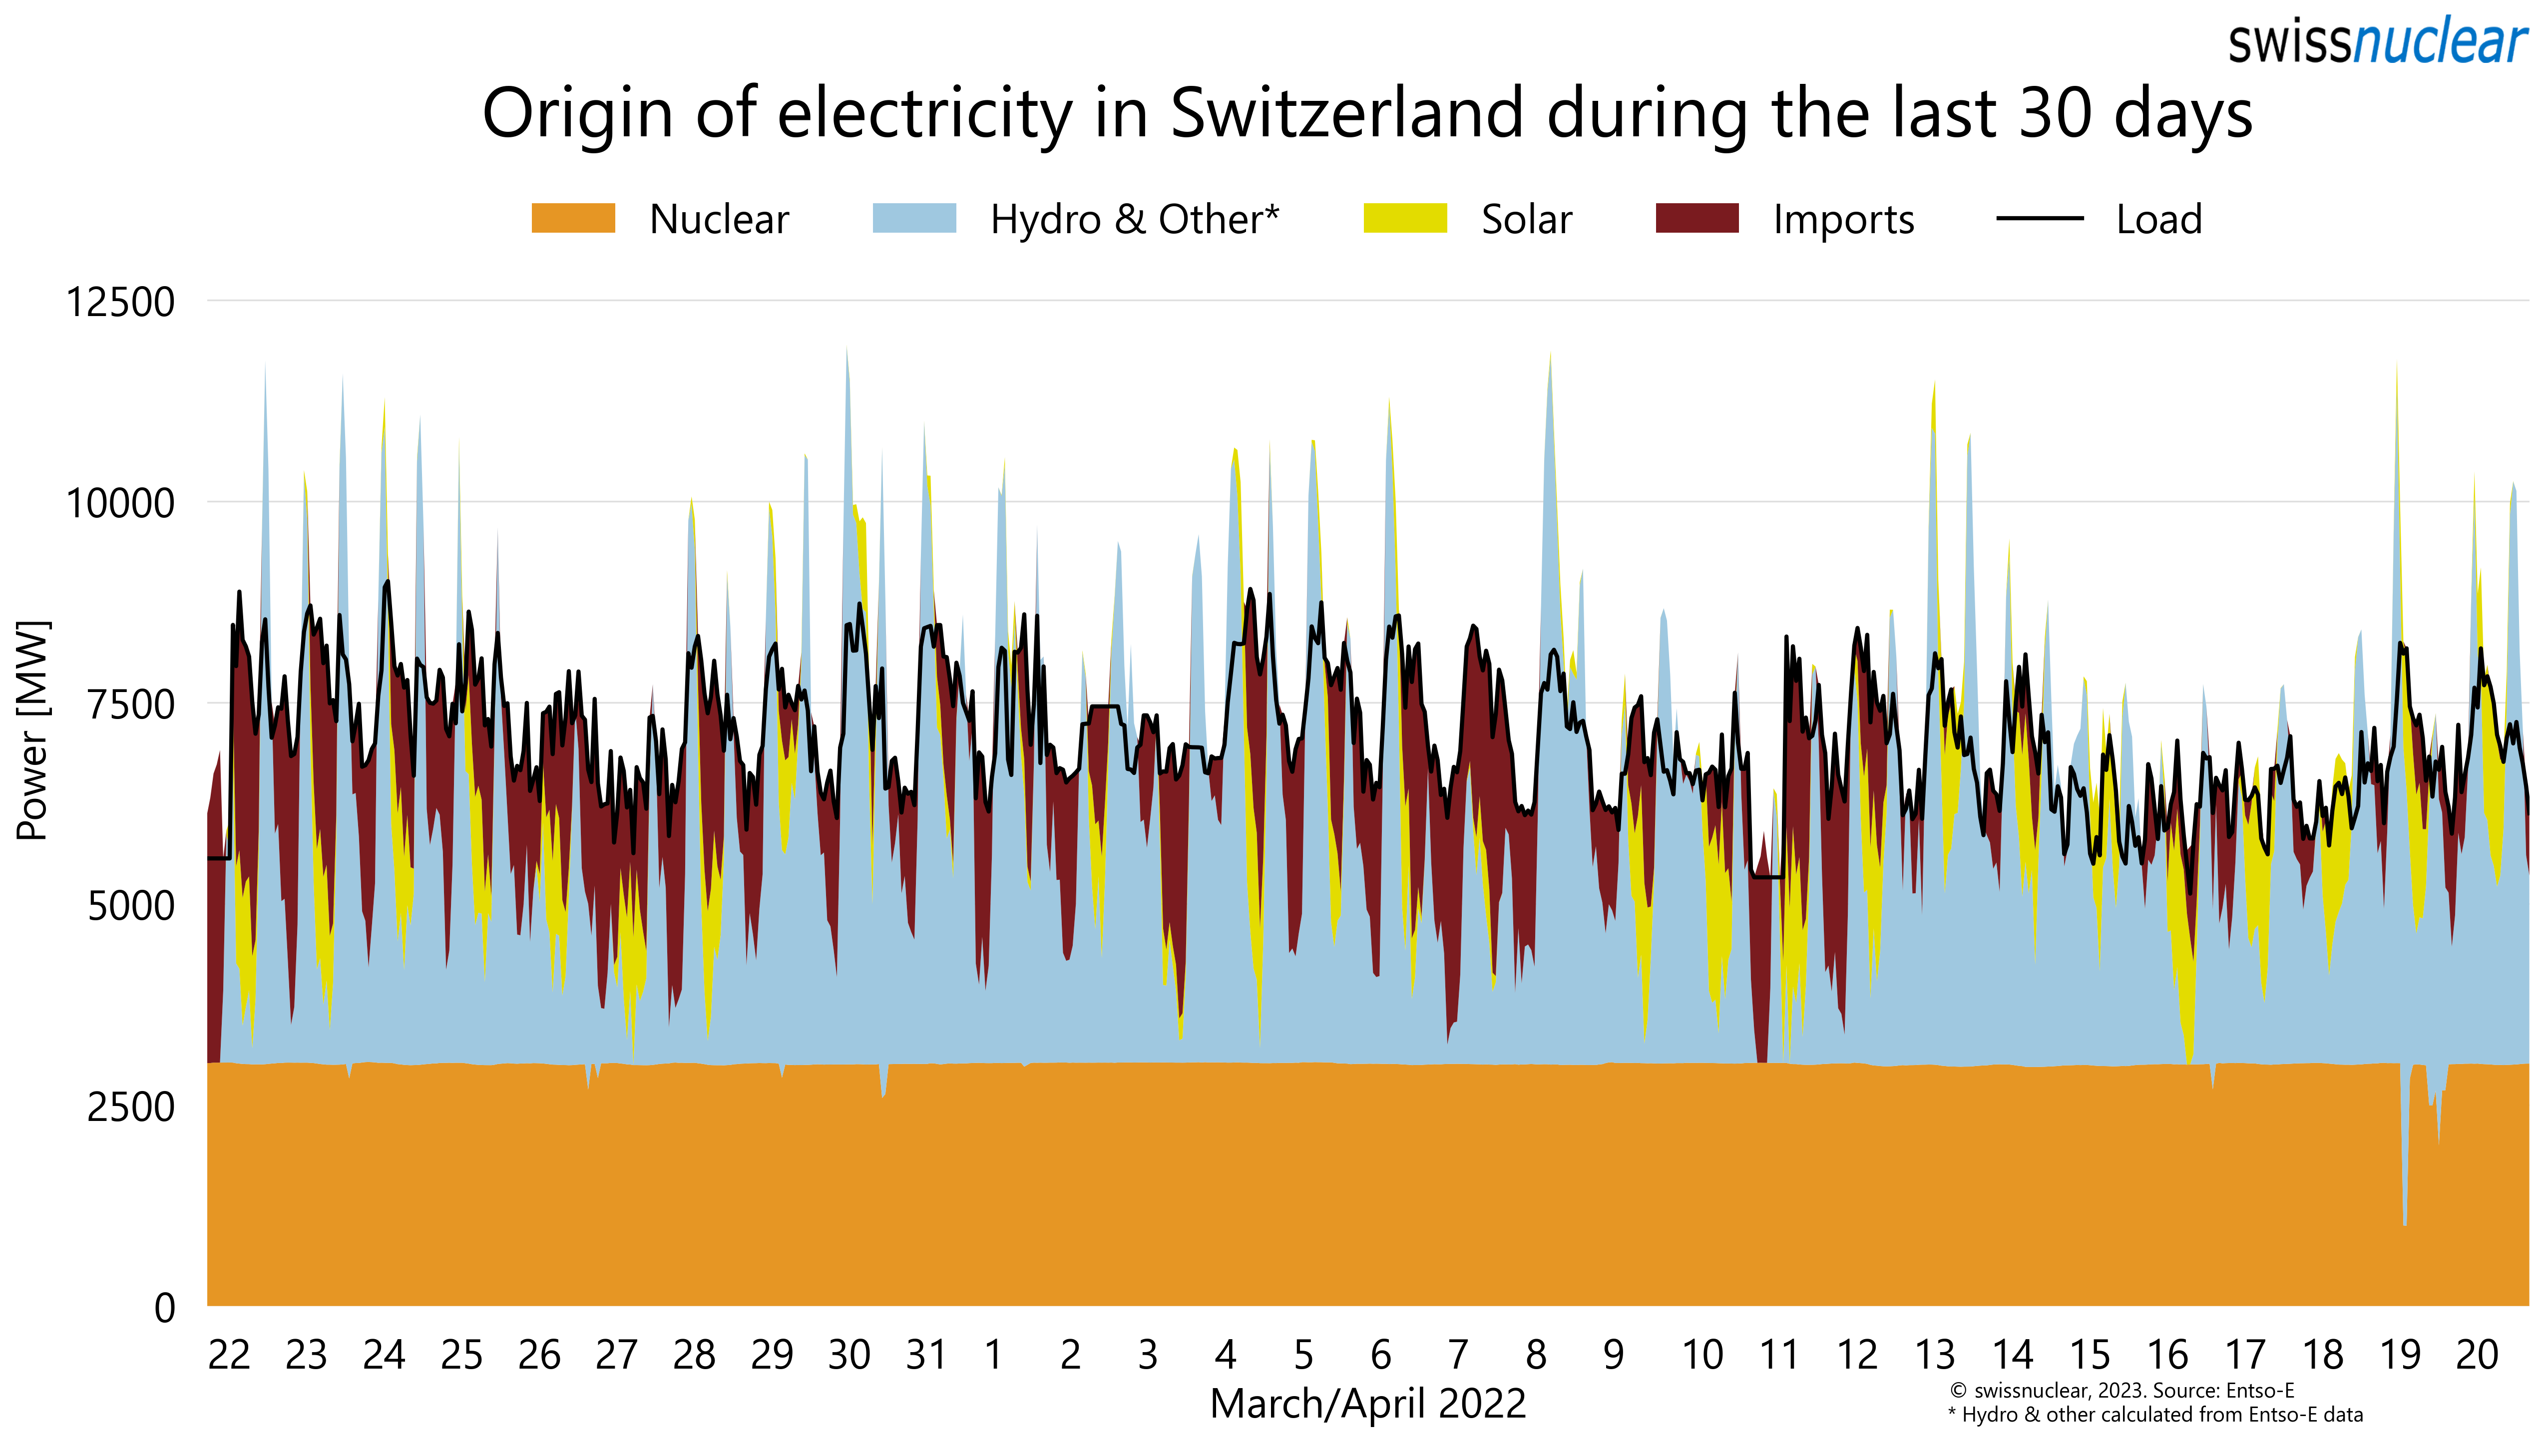 swissnuclear
Origin of electricity in Switzerland during the last 30 days
Nuclear Hydro & Other* Solar Imports Load
12500
10000
7500
5000
2500
0
Power [MW]
22 23 24 25 26 27 28 29 30 31 1 2 3 4 5 6 7 8 9 10 11 12 13 14 15 16 17 18 19 20
March/April 2022
© swissnuclear, 2023. Source: Entso-E
* Hydro & other calculated from Entso-E data